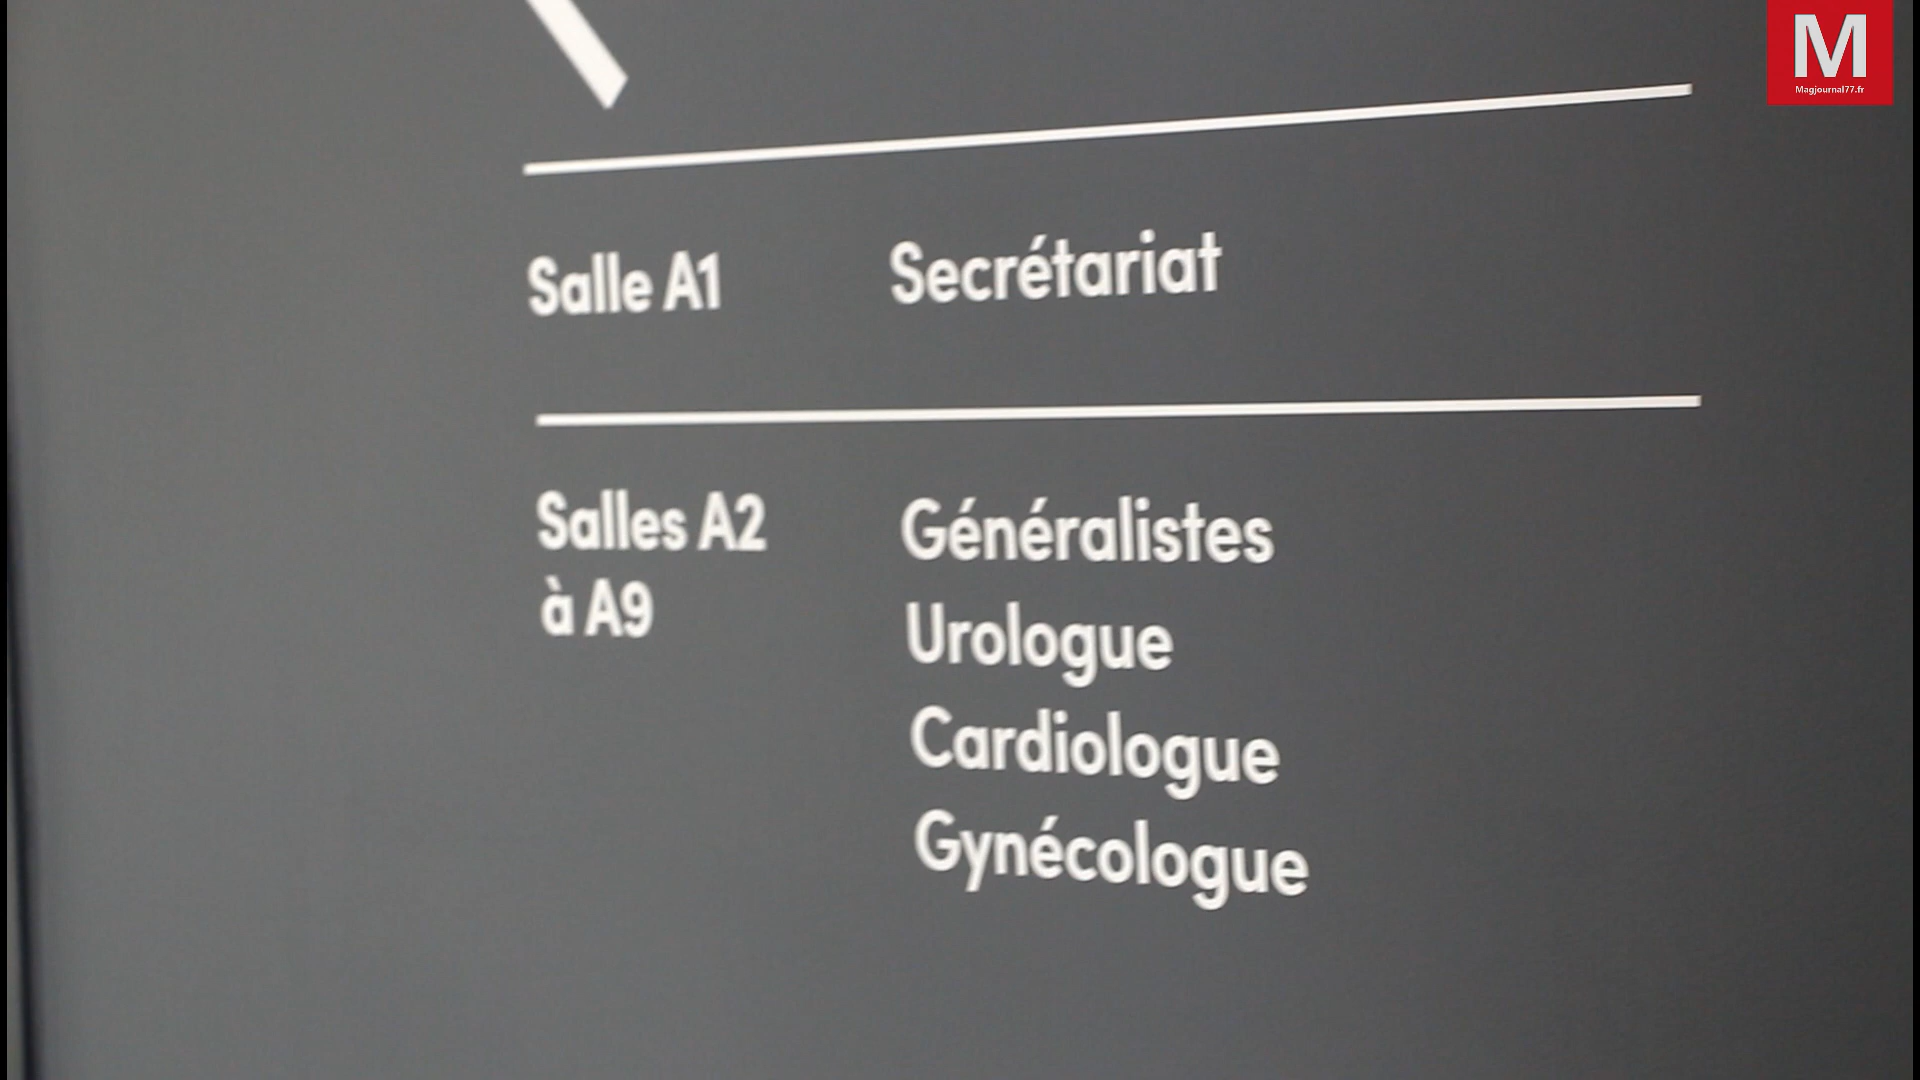 M
Magjournal77.fr
Salle A1 Secrétariat
Salles A2 Généralistes
à A9
Urologue
Cardiologue
Gynécologue